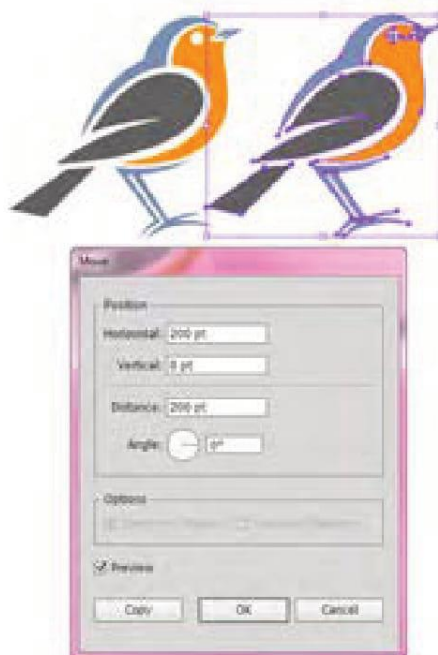 Move
Position
Horizontal: 200 pt
Vertical: 0 pt
Distance: 200 pt
Angle: 0°
Options
Preview
Copy OK Cancel